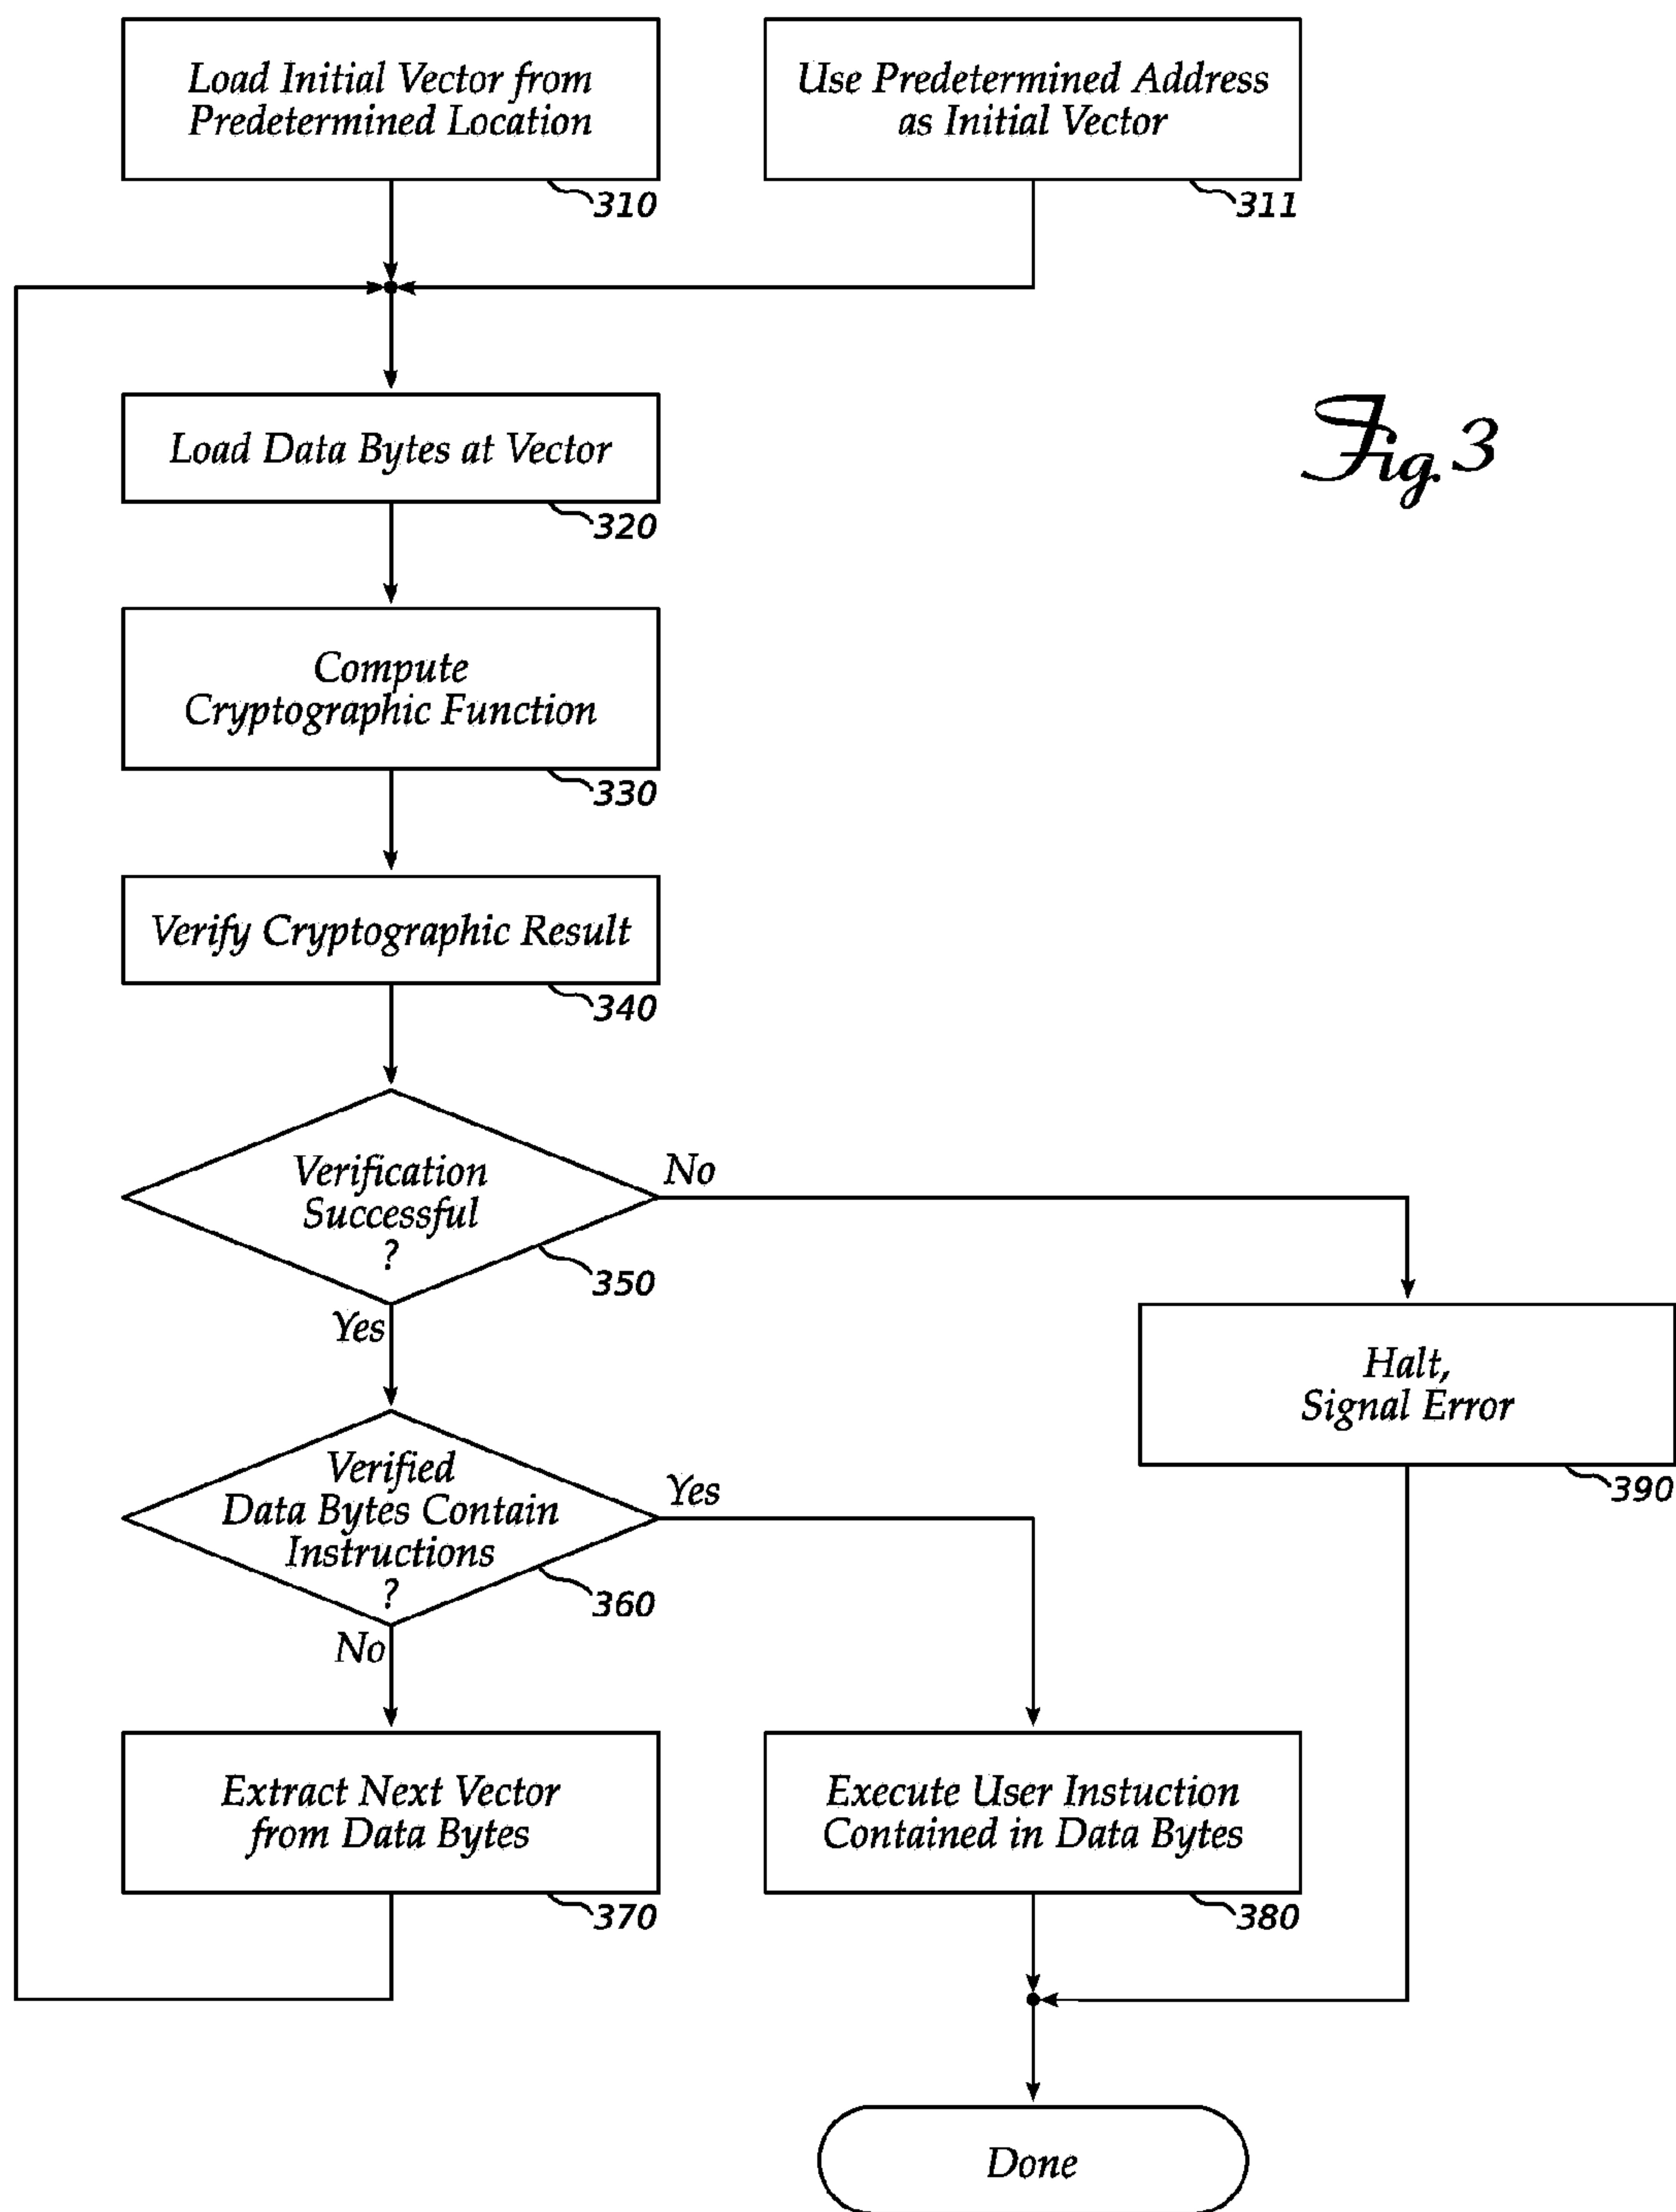 Load Initial Vector from
Predetermined Location
310
Use Predetermined Address
as Initial Vector
311
Load Data Bytes at Vector
320
Fig. 3
Compute
Cryptographic Function
330
Verify Cryptographic Result
340
Verification
Successful
?
350
No
Yes
Halt,
Signal Error
390
Verified
Data Bytes Contain
Instructions
?
360
Yes
No
Extract Next Vector
from Data Bytes
370
Execute User Instuction
Contained in Data Bytes
380
Done